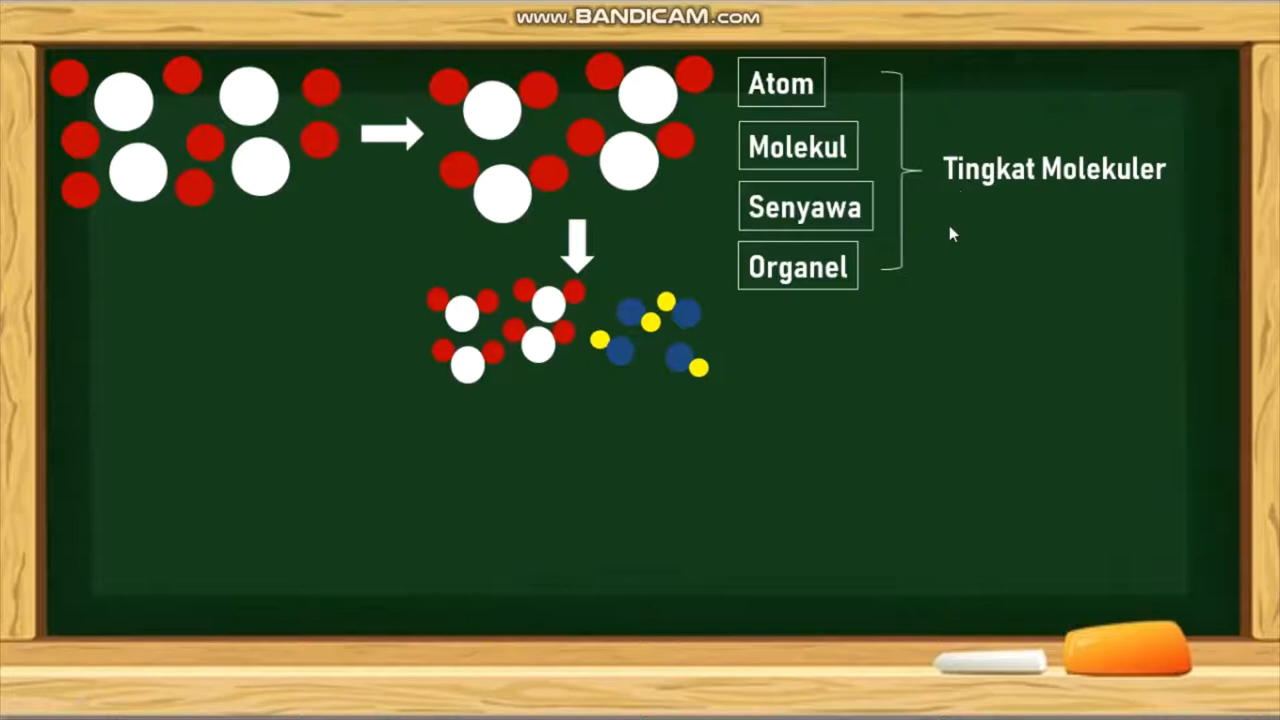 www.BANDICAM.com
Atom
Molekul
Senyawa
Organel
Tingkat Molekuler